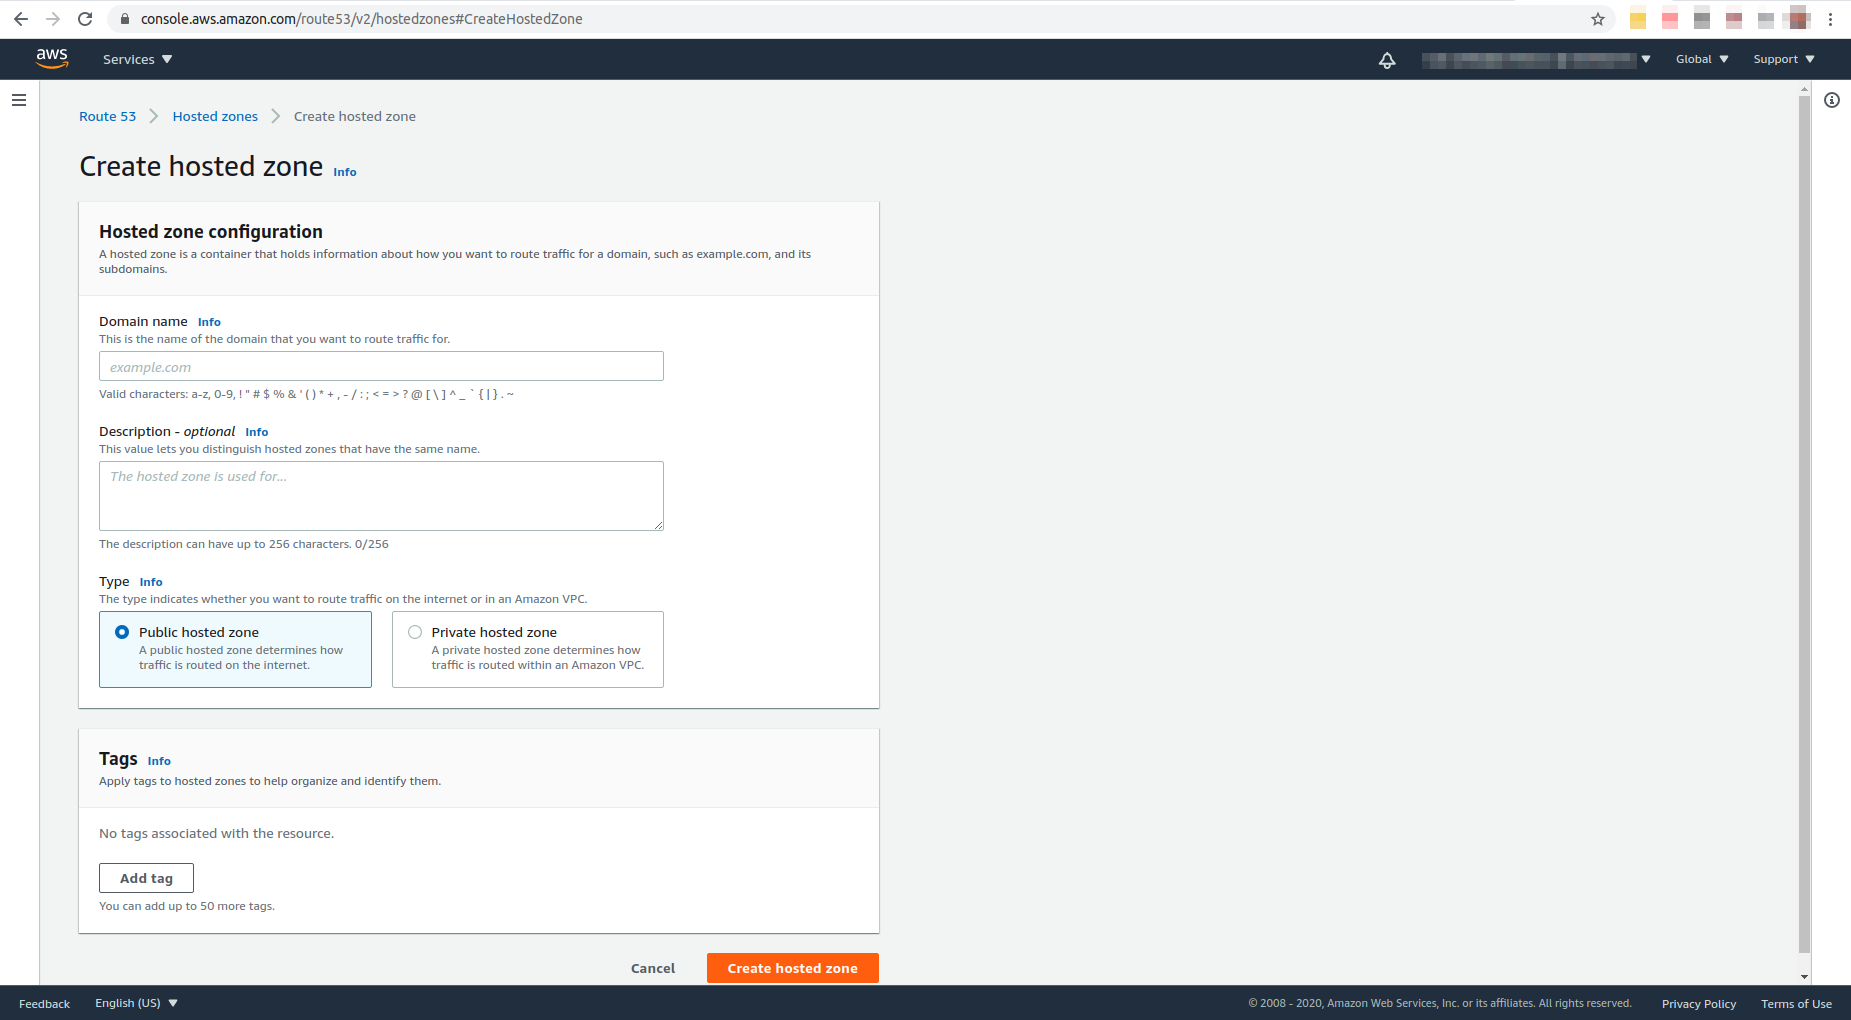 console.aws.amazon.com/route53/v2/hostedzones#CreateHostedZone
aws
Services
Global
Support
Route 53
Hosted zones
Create hosted zone
Create hosted zone Info
Hosted zone configuration
A hosted zone is a container that holds information about how you want to route traffic for a domain, such as example.com, and its
subdomains.
Domain name Info
This is the name of the domain that you want to route traffic for.
example.com
Valid characters: a-z, 0-9, ! " # $ % & ' ( ) * + , - / : ; < = > ? @ [ \ ] ^ _ ` { | } . ~
Description - optional Info
This value lets you distinguish hosted zones that have the same name.
The hosted zone is used for...
The description can have up to 256 characters. 0/256
Type Info
The type indicates whether you want to route traffic on the internet or in an Amazon VPC.
Public hosted zone
A public hosted zone determines how
traffic is routed on the internet.
Private hosted zone
A private hosted zone determines how
traffic is routed within an Amazon VPC.
Tags Info
Apply tags to hosted zones to help organize and identify them.
No tags associated with the resource.
Add tag
You can add up to 50 more tags.
Cancel
Create hosted zone
Feedback
English (US)
© 2008 - 2020, Amazon Web Services, Inc. or its affiliates. All rights reserved.
Privacy Policy
Terms of Use